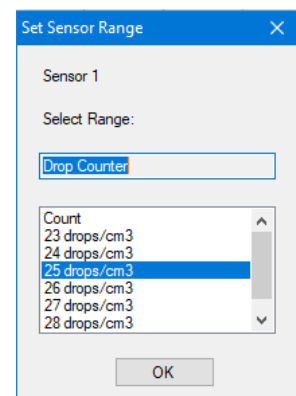 Set Sensor Range
Sensor 1
Select Range:
Drop Counter
Count
23 drops/cm3
24 drops/cm3
25 drops/cm3
26 drops/cm3
27 drops/cm3
28 drops/cm3
OK